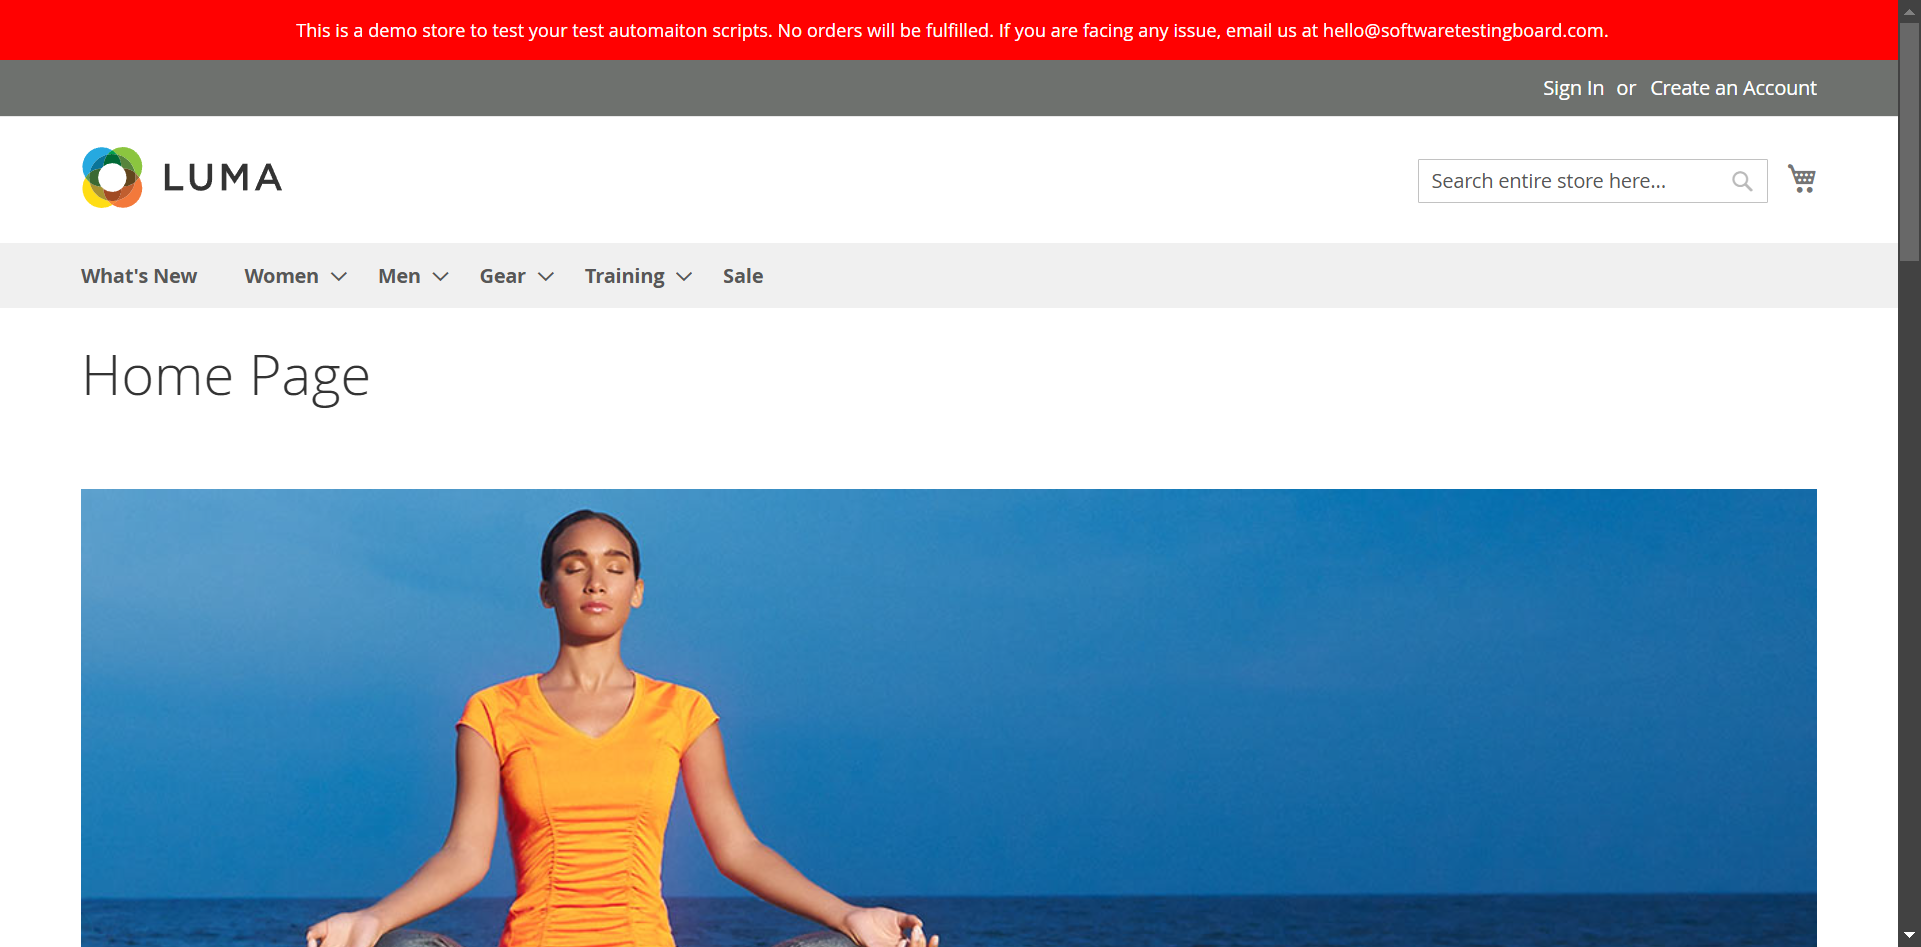 This is a demo store to test your test automaiton scripts. No orders will be fulfilled. If you are facing any issue, email us at hello@softwaretestingboard.com.
Sign In or Create an Account
LUMA
Search entire store here...
What's New Women Men Gear Training Sale
Home Page